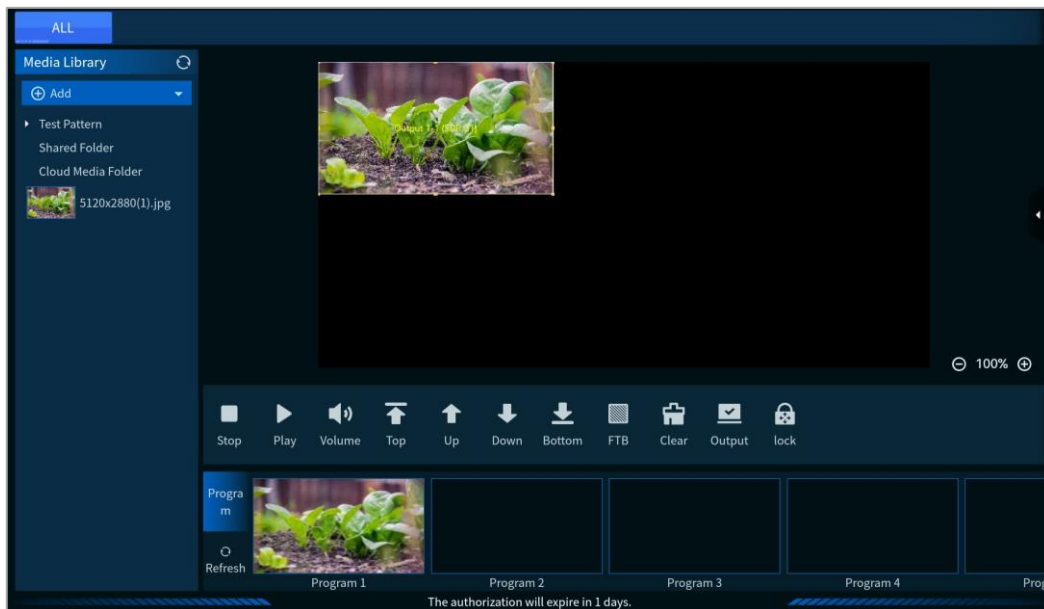 ALL
Media Library
Add
Test Pattern
Shared Folder
Cloud Media Folder
5120x2880(1).jpg
Output 1
100%
Stop
Play
Volume
Top
Up
Down
Bottom
FTB
Clear
Output
lock
Progra
m
Refresh
Program 1
Program 2
Program 3
Program 4
Prog
The authorization will expire in 1 days.